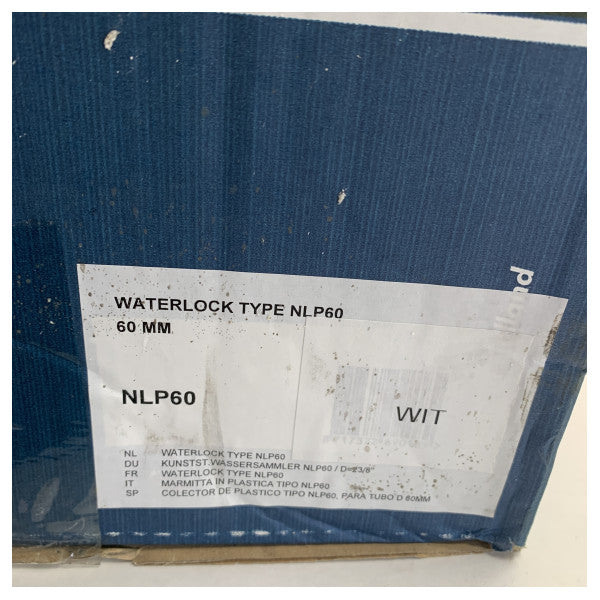 lland
WATERLOCK TYPE NLP60
60 MM
NLP60
WIT
NL WATERLOCK TYPE NLP60
DU KUNSTST.WASSERSAMMLER NLP60 / D=23/8"
FR WATERLOCK TYPE NLP60
IT MARMITTA IN PLASTICA TIPO NLP60
SP COLECTOR DE PLASTICO TIPO NLP60, PARA TUBO D 60MM